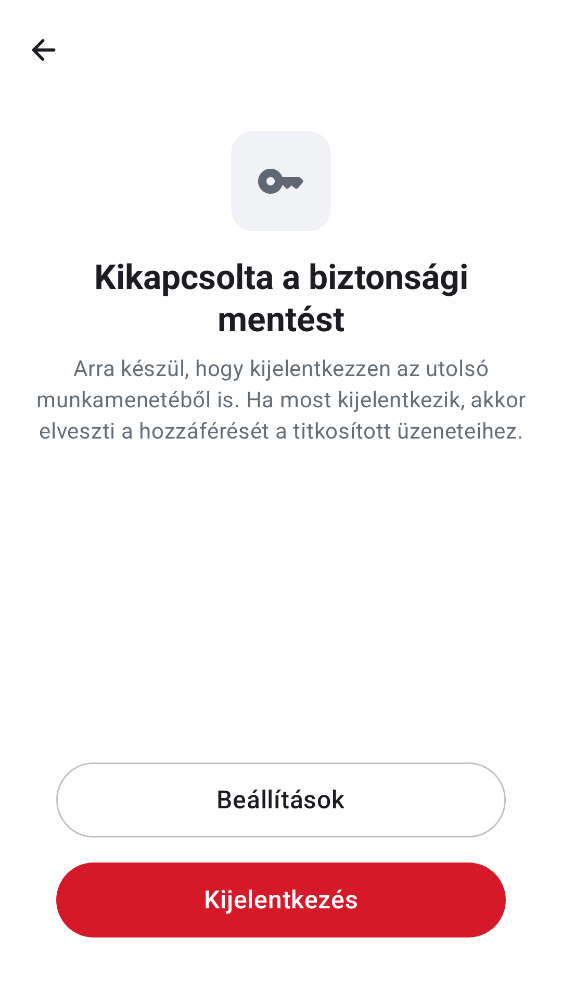 Kikapcsolta a biztonsági
mentést
Arra készül, hogy kijelentkezzen az utolsó
munkamenetéből is. Ha most kijelentkezik, akkor
elveszti a hozzáférését a titkosított üzeneteihez.
Beállítások
Kijelentkezés